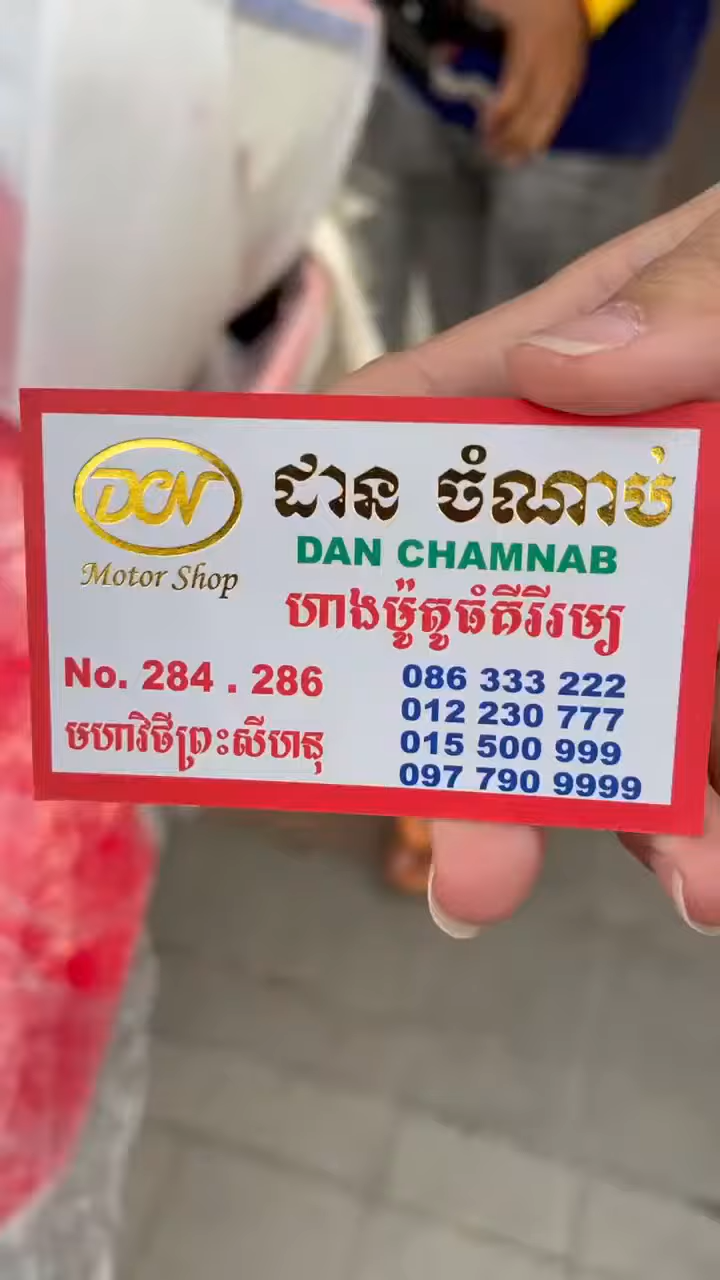 DCN
Motor Shop
ដាន ចំណាប់
DAN CHAMNAB
ហាងម៉ូតូធំគីរីរម្យ
No. 284 . 286
មហាវិថីព្រះសីហនុ
086 333 222
012 230 777
015 500 999
097 790 9999